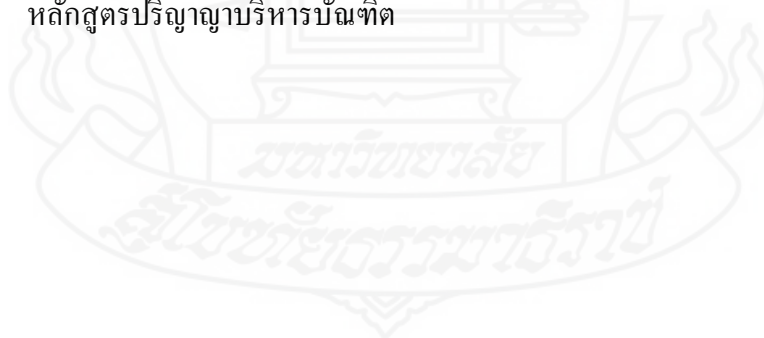 หลักสูตรปริญญาบริหารบัณฑิต
มหาวิทยาลัย
สุโขทัยธรรมาธิราช